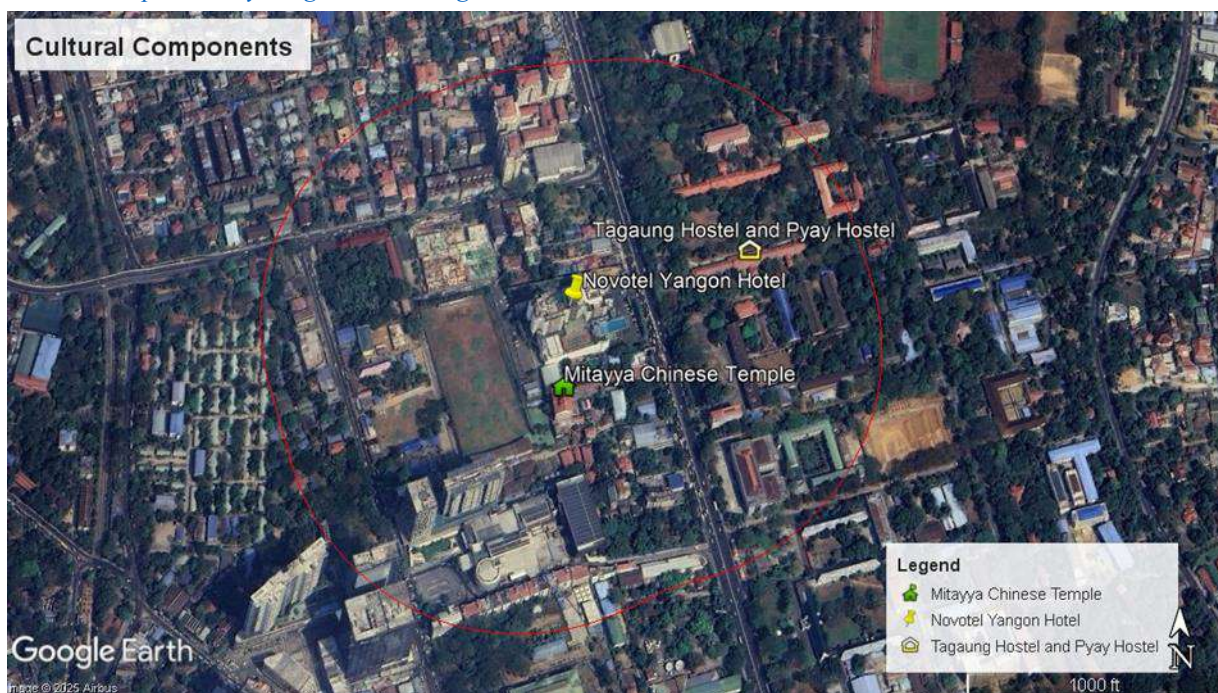 Cultural Components
Tagaung Hostel and Pyay Hostel
Novotel Yangon Hotel
Mitayya Chinese Temple
Legend
Mitayya Chinese Temple
Novotel Yangon Hotel
Tagaung Hostel and Pyay Hostel
Google Earth
Image © 2025 Airbus
1000 ft
N